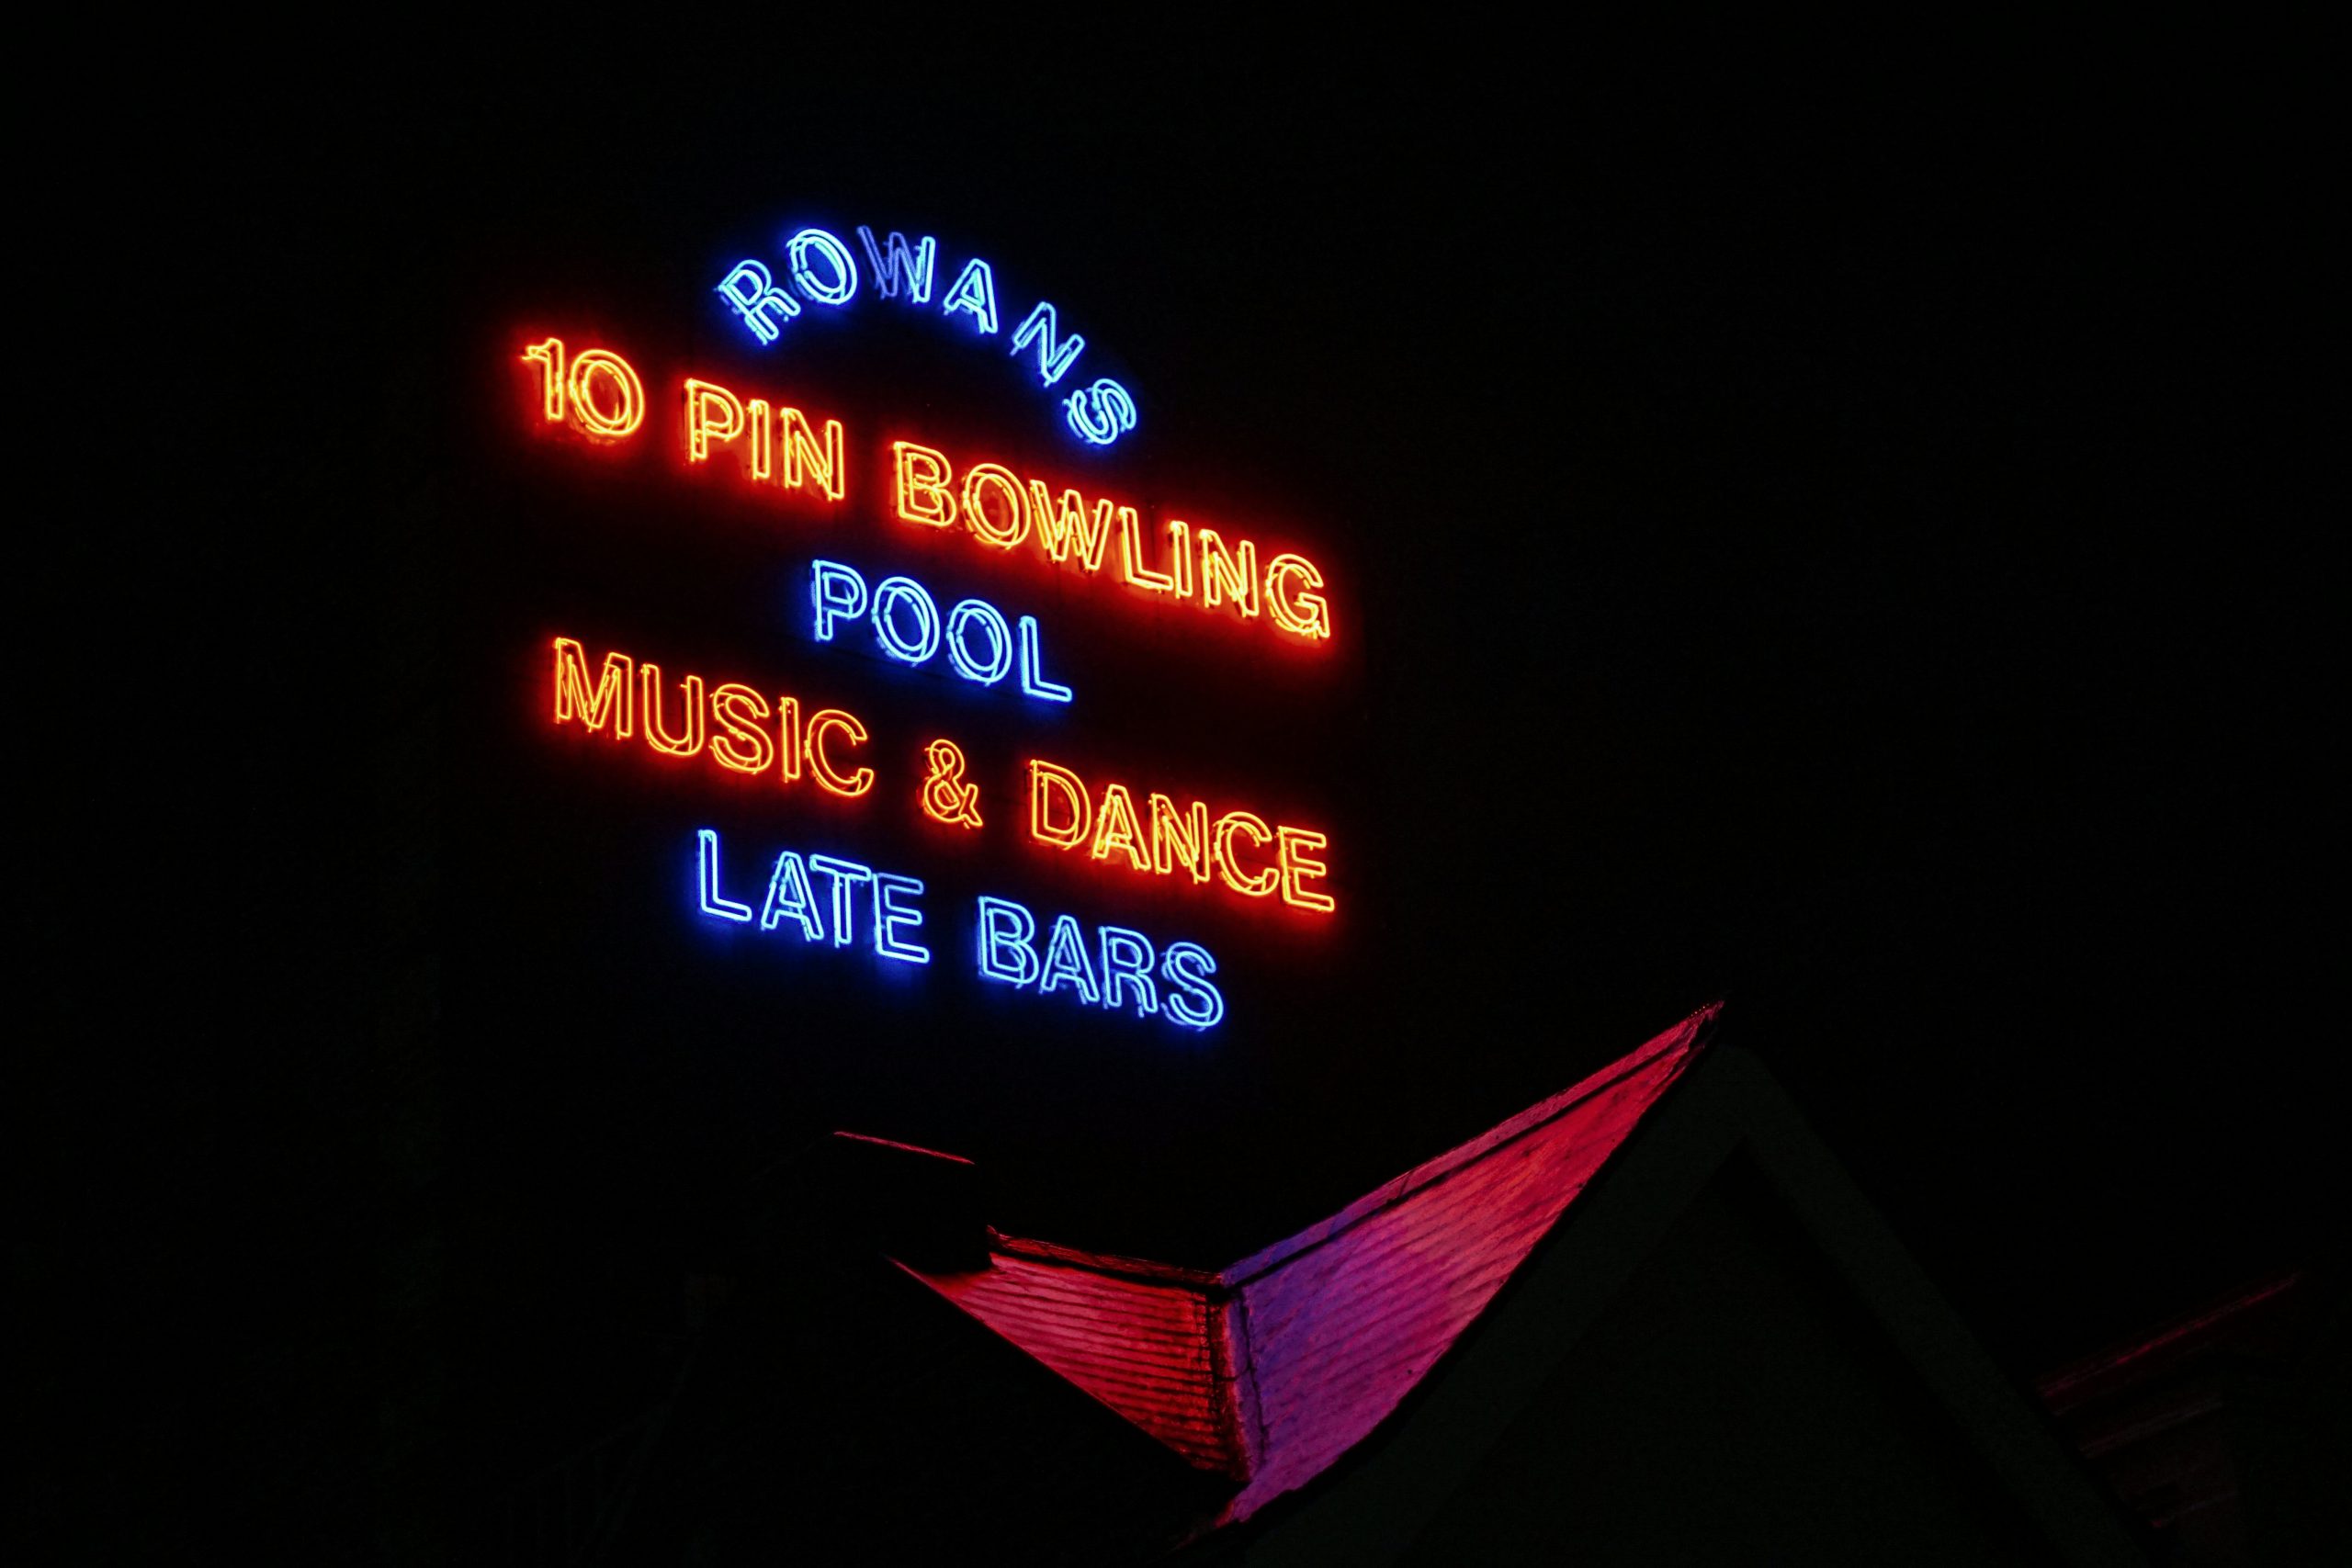 ROWANS
10 PIN BOWLING
POOL
MUSIC & DANCE
LATE BARS